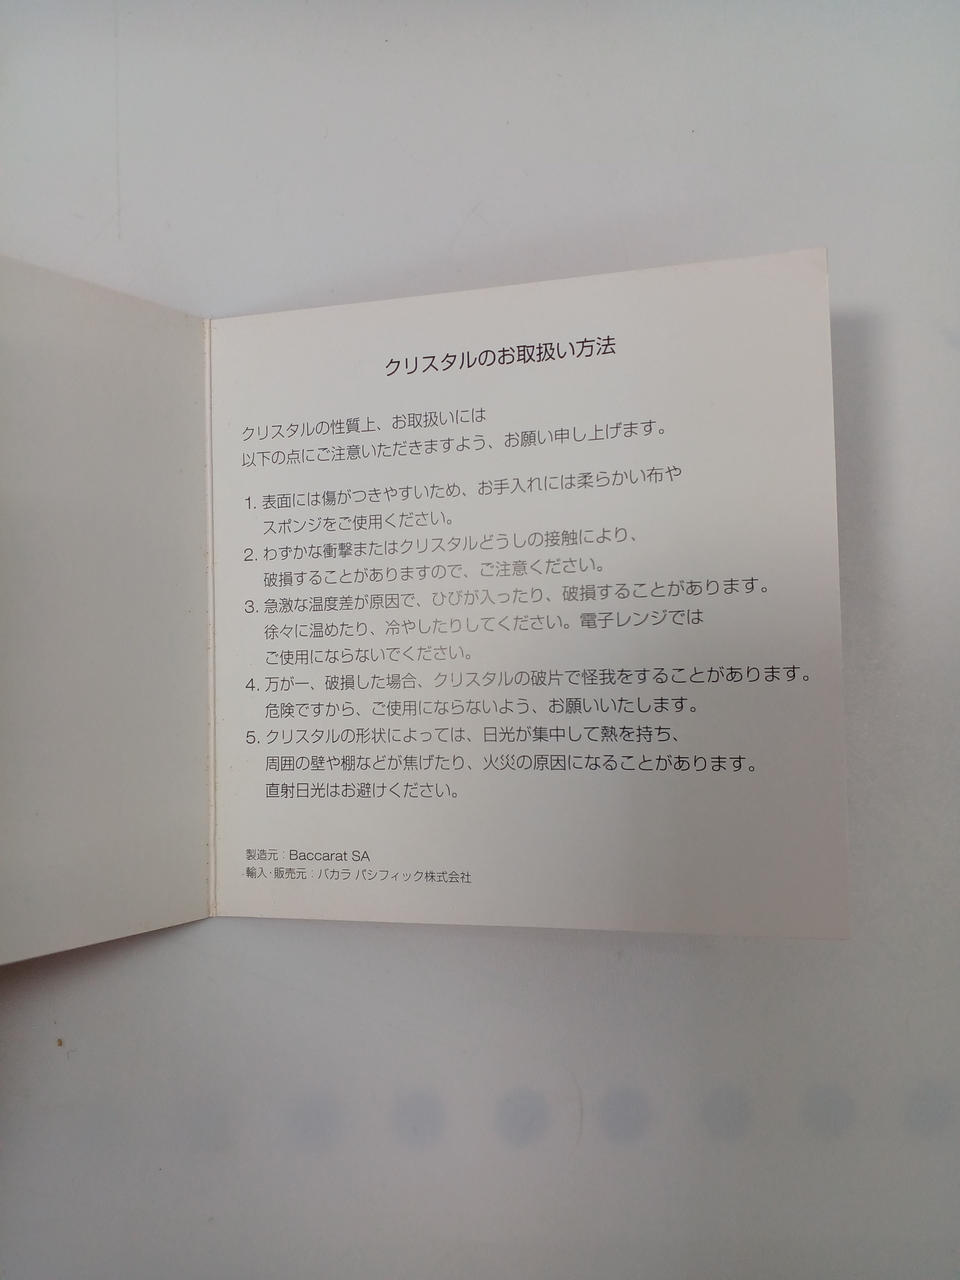 クリスタルのお取扱い方法
クリスタルの性質上、お取扱いには
以下の点にご注意いただきますよう、お願い申し上げます。
1. 表面には傷がつきやすいため、お手入れには柔らかい布や
スポンジをご使用ください。
2. わずかな衝撃またはクリスタルどうしの接触により、
破損することがありますので、ご注意ください。
3. 急激な温度差が原因で、ひびが入ったり、破損することがあります。
徐々に温めたり、冷やしたりしてください。電子レンジでは
ご使用にならないでください。
4. 万が一、破損した場合、クリスタルの破片で怪我をすることがあります。
危険ですから、ご使用にならないよう、お願いいたします。
5. クリスタルの形状によっては、日光が集中して熱を持ち、
周囲の壁や棚などが焦げたり、火災の原因になることがあります。
直射日光はお避けください。
製造元：Baccarat SA
輸入・販売元：バカラ パシフィック株式会社